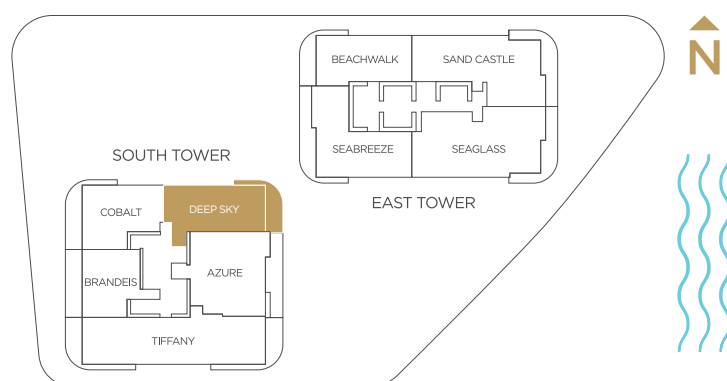 BEACHWALK
SAND CASTLE
N
SEABREEZE
SEAGLASS
EAST TOWER
SOUTH TOWER
COBALT
DEEP SKY
BRANDEIS
AZURE
TIFFANY